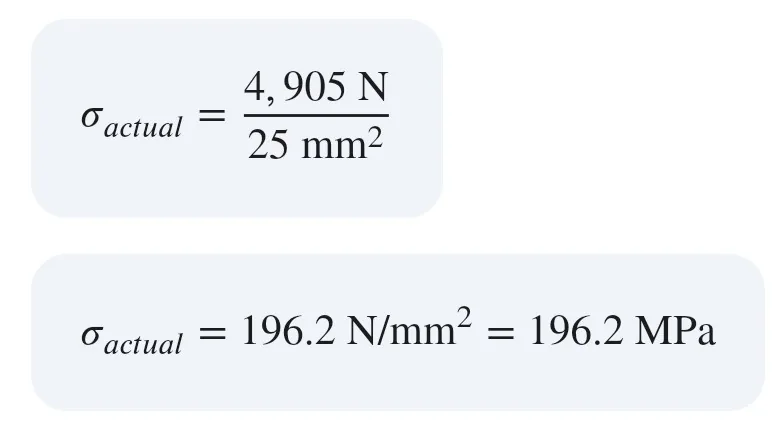 σ_actual = 4,905 N / 25 mm²
σ_actual = 196.2 N/mm² = 196.2 MPa